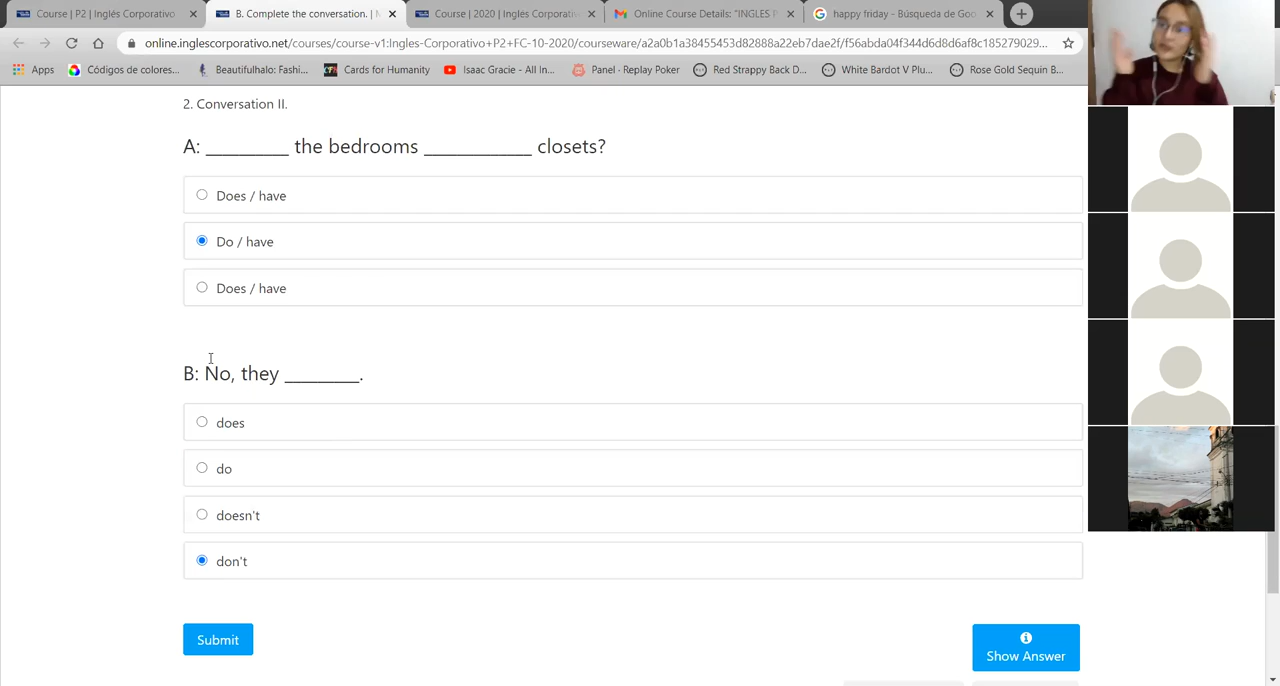 Course | P2 | Inglés Corporativo
B. Complete the conversation. |
Course | 2020 | Inglés Corporativ
Online Course Details: "INGLES P
happy friday - Búsqueda de Goo
online.inglescorporativo.net/courses/course-v1:Ingles-Corporativo+P2+FC-10-2020/courseware/a2a0b1a38455453d82888a22eb7dae2f/f56abda04f344d6d8d6af8c185279029...
Apps
Códigos de colores...
Beautifulhalo: Fashi...
Cards for Humanity
Isaac Gracie - All In...
Panel · Replay Poker
Red Strappy Back D...
White Bardot V Plu...
Rose Gold Sequin B...
2. Conversation II.
A: _________ the bedrooms ____________ closets?
Does / have
Do / have
Does / have
B: No, they ________.
does
do
doesn't
don't
Submit
Show Answer